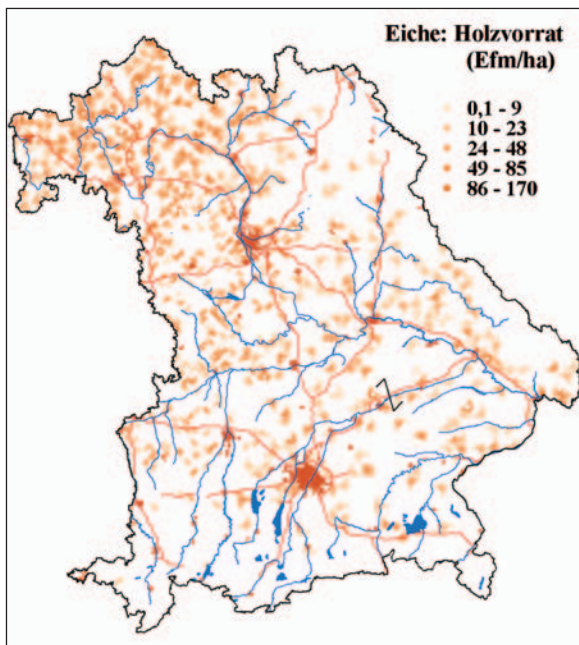 Eiche: Holzvorrat
(Efm/ha)
0,1 - 9
10 - 23
24 - 48
49 - 85
86 - 170